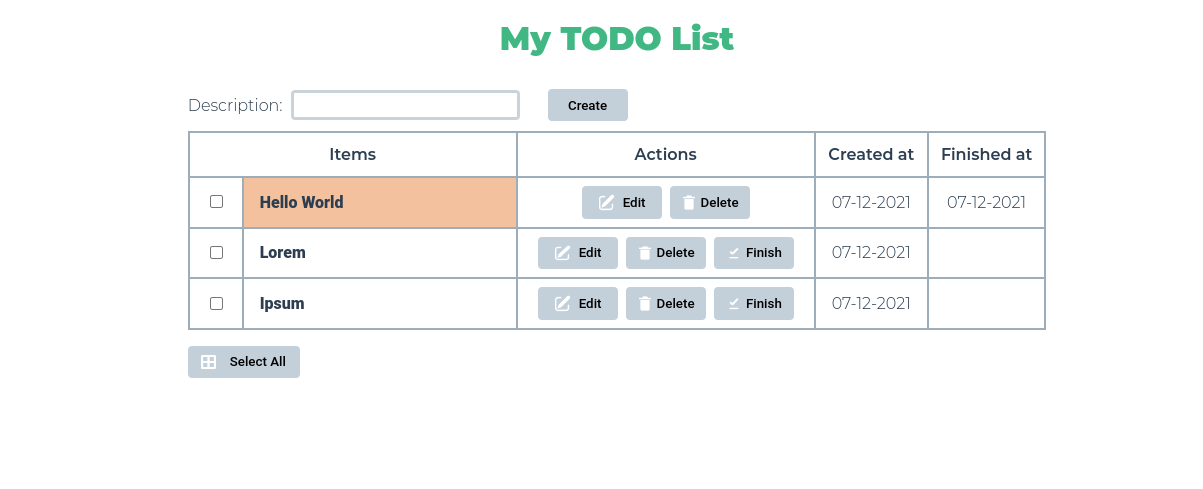 My TODO List
Description: Create
Items Actions Created at Finished at
Hello World Edit Delete 07-12-2021 07-12-2021
Lorem Edit Delete Finish 07-12-2021
Ipsum Edit Delete Finish 07-12-2021
Select All